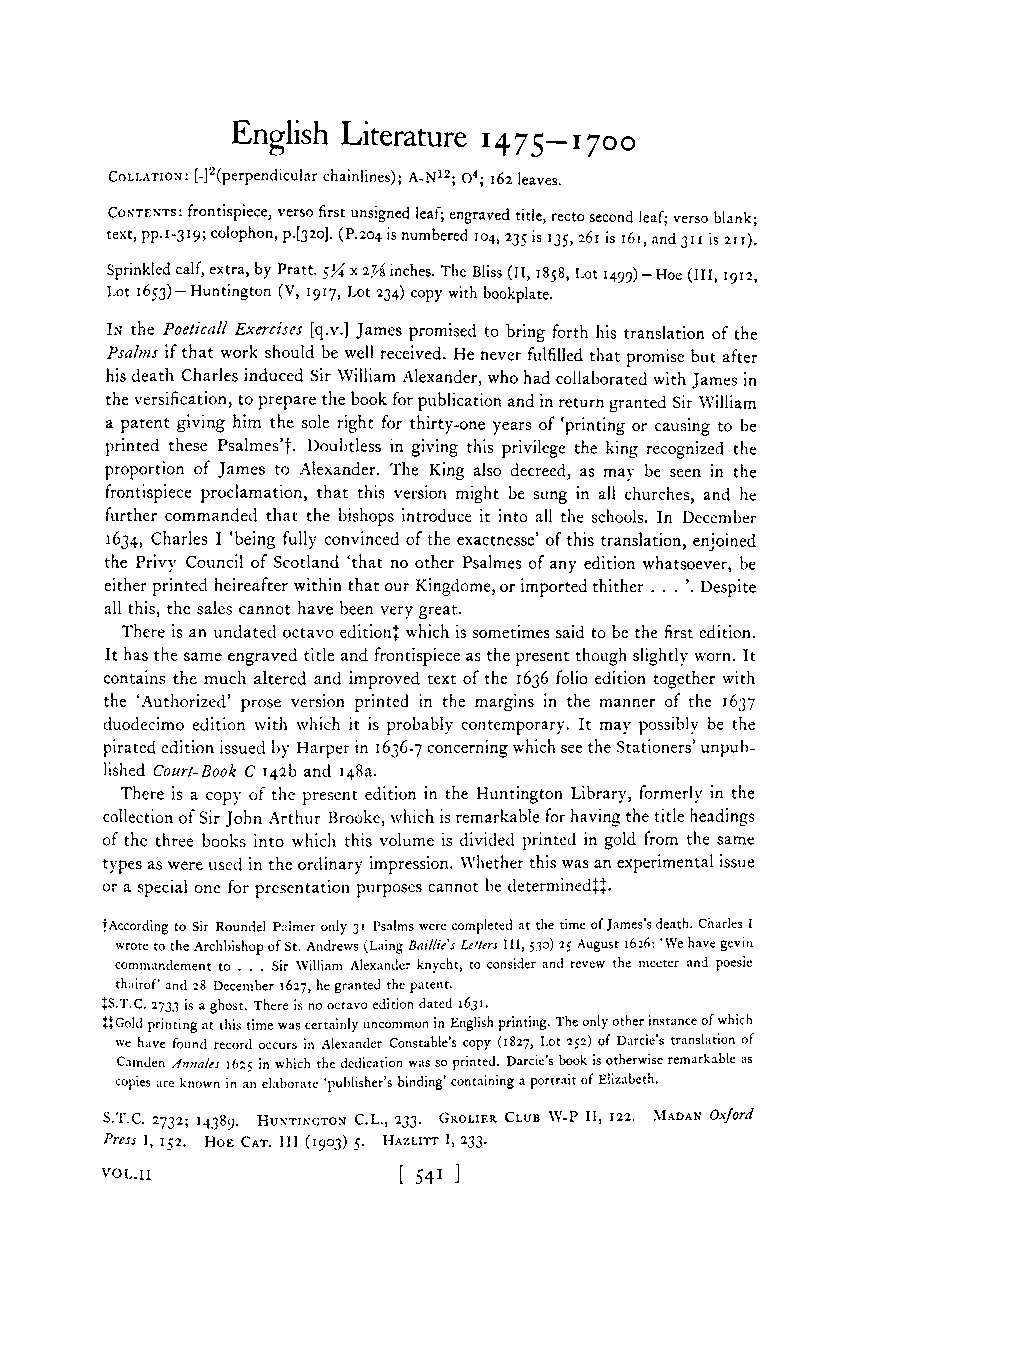 English Literature 1475—1700
COLLATION: [-]²(perpendicular chainlines); A-N¹²; O⁴; 162 leaves.
CONTENTS: frontispiece, verso first unsigned leaf; engraved title, recto second leaf; verso blank;
text, pp.1-319; colophon, p.[320]. (P.204 is numbered 104, 235 is 135, 261 is 161, and 311 is 211).
Sprinkled calf, extra, by Pratt. 5¼ x 2⅞ inches. The Bliss (II, 1858, Lot 1499)—Hoe (III, 1912,
Lot 1653)—Huntington (V, 1917, Lot 234) copy with bookplate.
IN the Poeticall Exercises [q.v.] James promised to bring forth his translation of the
Psalms if that work should be well received. He never fulfilled that promise but after
his death Charles induced Sir William Alexander, who had collaborated with James in
the versification, to prepare the book for publication and in return granted Sir William
a patent giving him the sole right for thirty-one years of 'printing or causing to be
printed these Psalmes'†. Doubtless in giving this privilege the king recognized the
proportion of James to Alexander. The King also decreed, as may be seen in the
frontispiece proclamation, that this version might be sung in all churches, and he
further commanded that the bishops introduce it into all the schools. In December
1634, Charles I 'being fully convinced of the exactnesse' of this translation, enjoined
the Privy Council of Scotland 'that no other Psalmes of any edition whatsoever, be
either printed heireafter within that our Kingdome, or imported thither . . . '. Despite
all this, the sales cannot have been very great.
There is an undated octavo edition‡ which is sometimes said to be the first edition.
It has the same engraved title and frontispiece as the present though slightly worn. It
contains the much altered and improved text of the 1636 folio edition together with
the 'Authorized' prose version printed in the margins in the manner of the 1637
duodecimo edition with which it is probably contemporary. It may possibly be the
pirated edition issued by Harper in 1636-7 concerning which see the Stationers' unpub-
lished Court-Book C 142b and 148a.
There is a copy of the present edition in the Huntington Library, formerly in the
collection of Sir John Arthur Brooke, which is remarkable for having the title headings
of the three books into which this volume is divided printed in gold from the same
types as were used in the ordinary impression. Whether this was an experimental issue
or a special one for presentation purposes cannot be determined‡‡.
†According to Sir Roundel Palmer only 31 Psalms were completed at the time of James's death. Charles I
wrote to the Archbishop of St. Andrews (Laing Baillie's Letters III, 530) 25 August 1626: 'We have gevin
commandement to . . . Sir William Alexander knycht, to consider and revew the meeter and poesie
thairof' and 28 December 1627, he granted the patent.
‡S.T.C. 2733 is a ghost. There is no octavo edition dated 1631.
‡‡Gold printing at this time was certainly uncommon in English printing. The only other instance of which
we have found record occurs in Alexander Constable's copy (1827, Lot 252) of Darcie's translation of
Camden Annales 1625 in which the dedication was so printed. Darcie's book is otherwise remarkable as
copies are known in an elaborate 'publisher's binding' containing a portrait of Elizabeth.
S.T.C. 2732; 14389. HUNTINGTON C.L., 233. GROLIER CLUB W-P II, 122. MADAN Oxford
Press I, 152. HOE CAT. III (1903) 5. HAZLITT I, 233.
VOL.II [ 541 ]